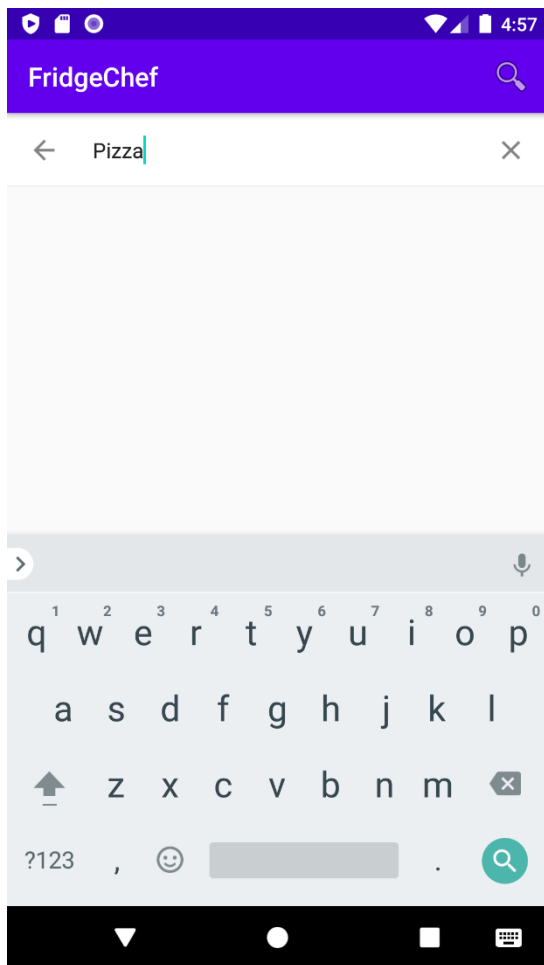 4:57
FridgeChef
Pizza
1 2 3 4 5 6 7 8 9 0
q w e r t y u i o p
a s d f g h j k l
z x c v b n m
?123 , .